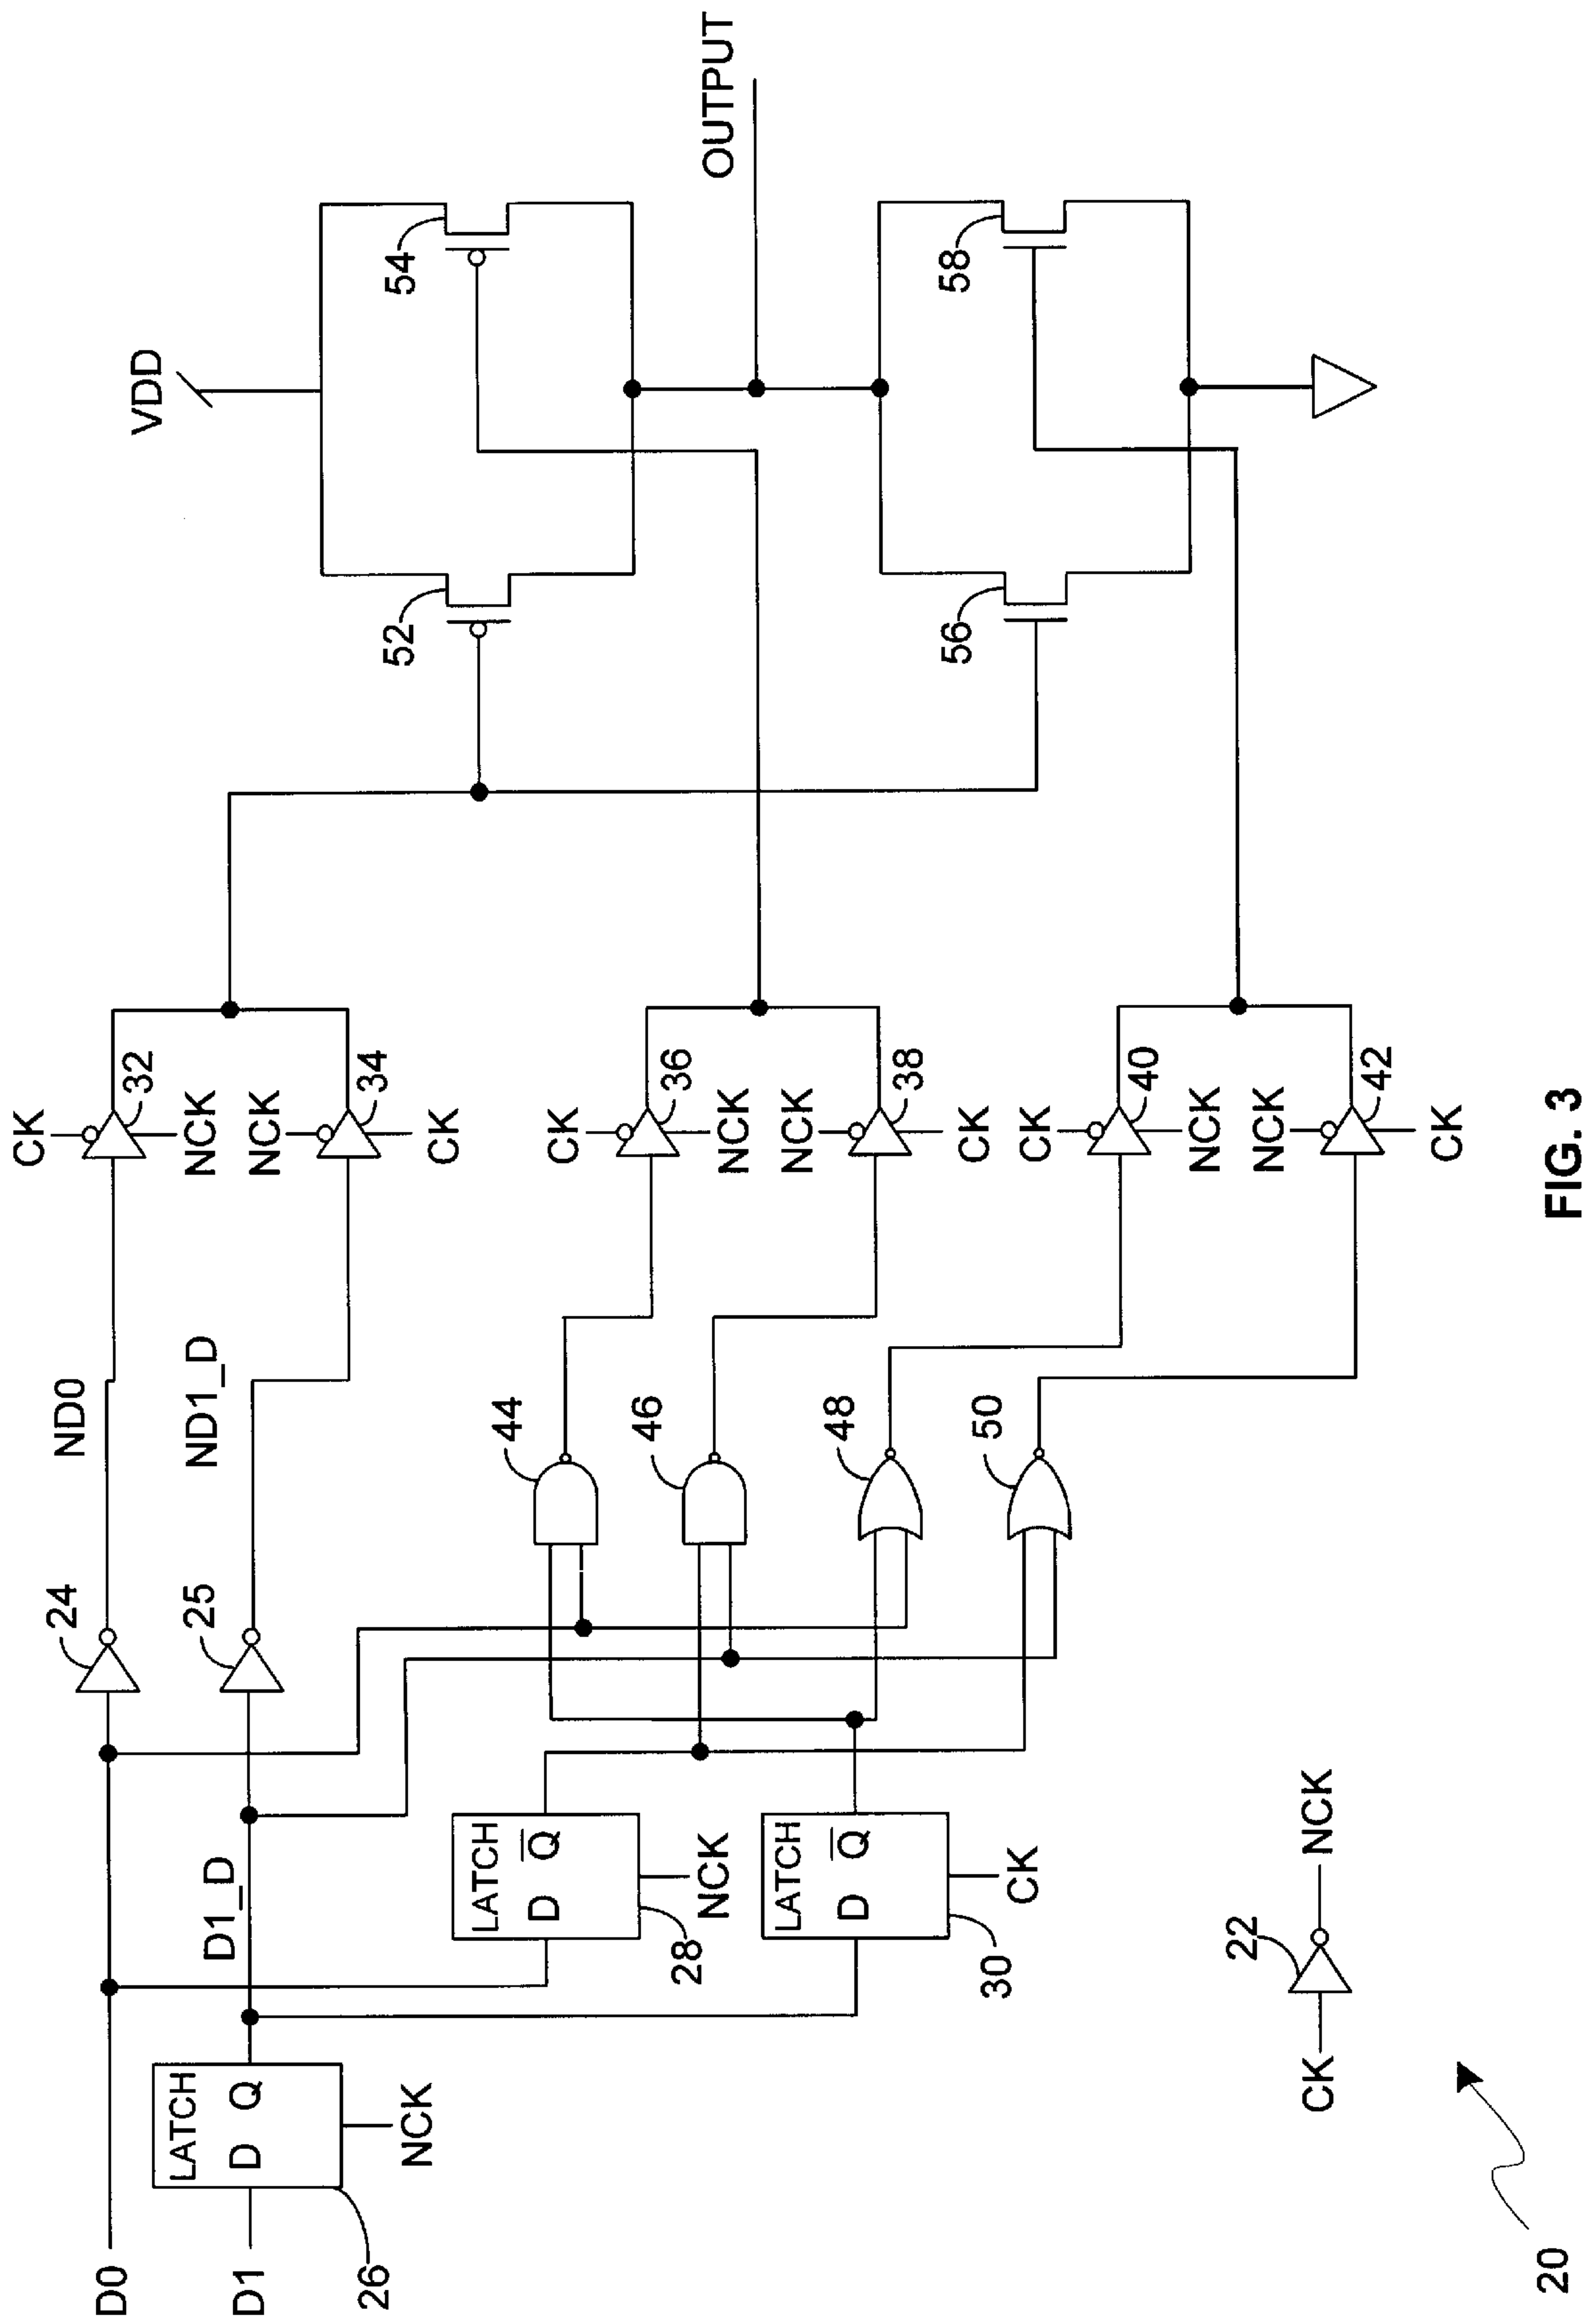 D0
D1
LATCH
D Q
NCK
26
D1_D
24
25
ND0
ND1_D
LATCH
D Q̅
NCK
28
LATCH
D Q̅
CK
30
44
46
48
50
CK
32
NCK
NCK
34
CK
CK
36
NCK
NCK
38
CK
CK
40
NCK
NCK
42
CK
VDD
52
54
56
58
OUTPUT
CK
22
NCK
20
FIG. 3